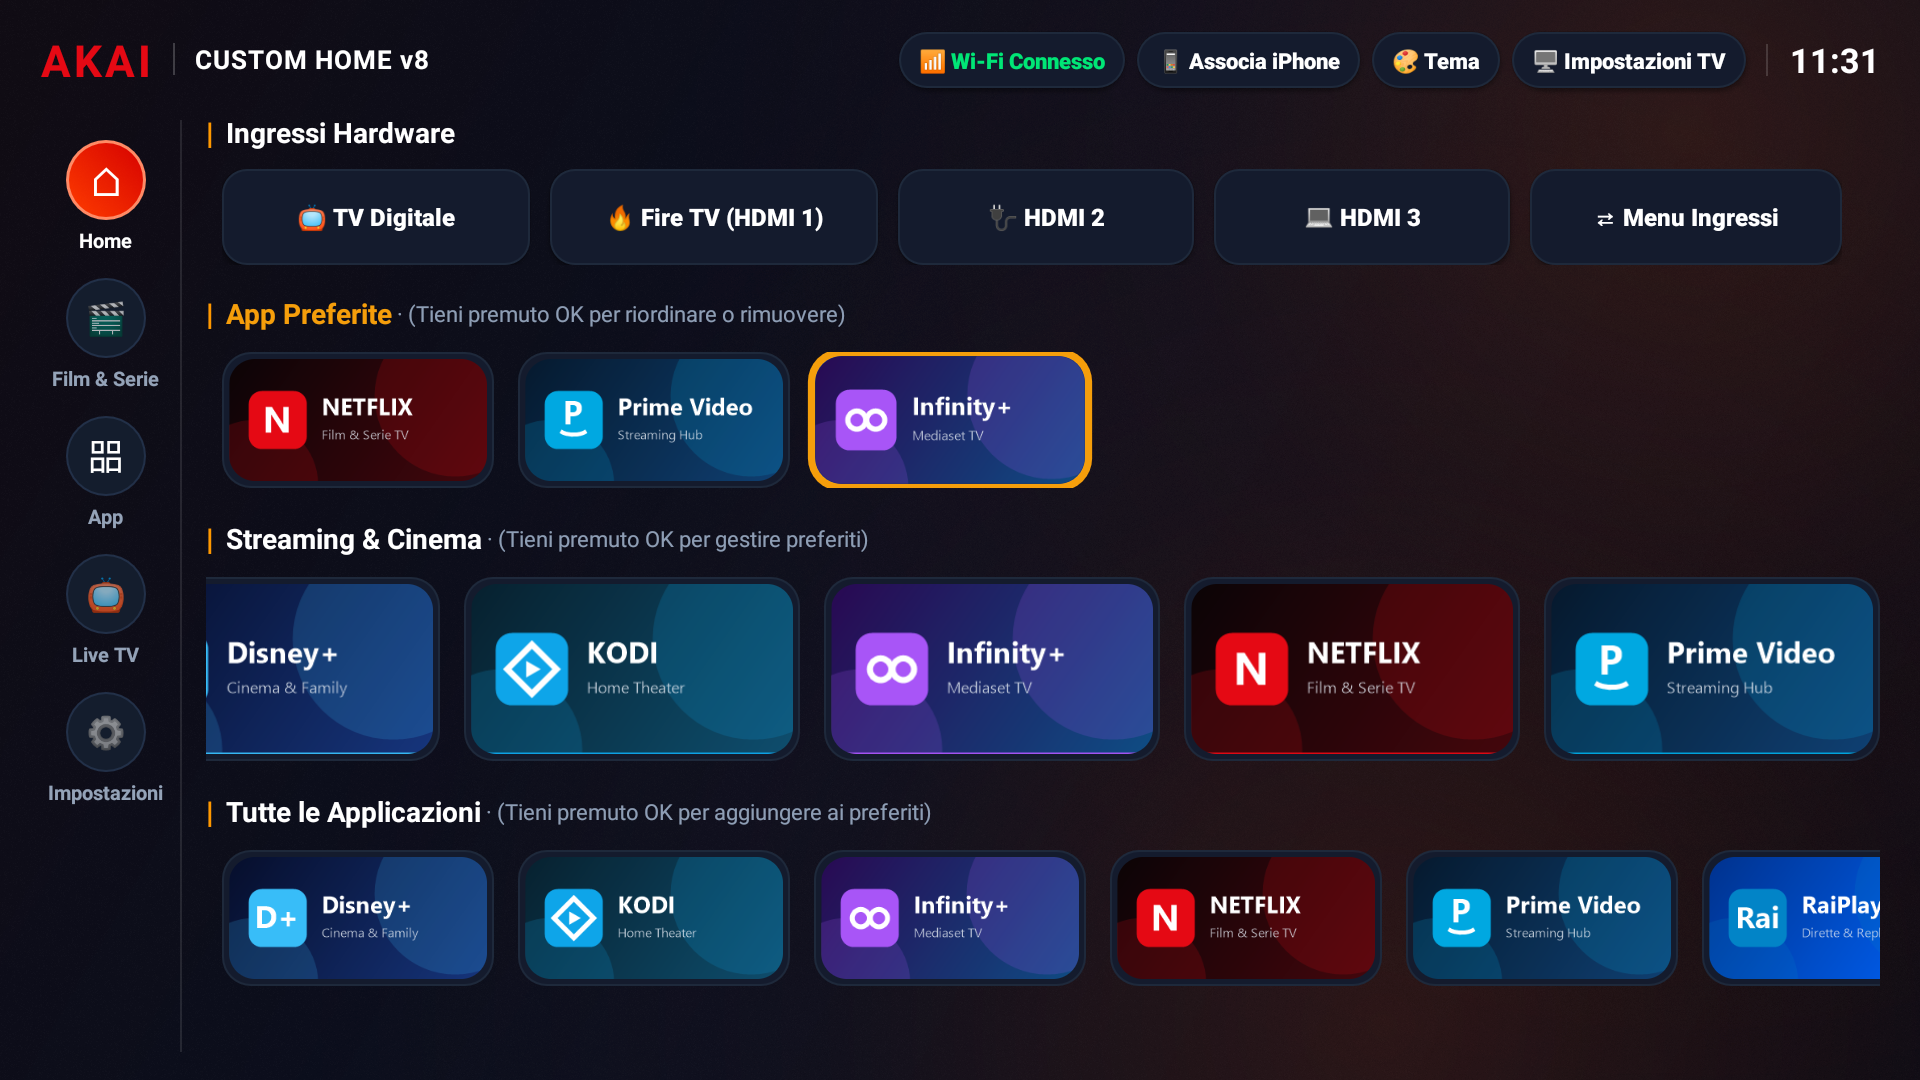 AKAI
CUSTOM HOME v8
Wi-Fi Connesso
Associa iPhone
Tema
Impostazioni TV
11:31
Home
Film & Serie
App
Live TV
Impostazioni
Ingressi Hardware
TV Digitale
Fire TV (HDMI 1)
HDMI 2
HDMI 3
Menu Ingressi
App Preferite · (Tieni premuto OK per riordinare o rimuovere)
N
NETFLIX
Film & Serie TV
P
Prime Video
Streaming Hub
Infinity+
Mediaset TV
Streaming & Cinema · (Tieni premuto OK per gestire preferiti)
Disney+
Cinema & Family
KODI
Home Theater
Infinity+
Mediaset TV
N
NETFLIX
Film & Serie TV
P
Prime Video
Streaming Hub
Tutte le Applicazioni · (Tieni premuto OK per aggiungere ai preferiti)
D+
Disney+
Cinema & Family
KODI
Home Theater
Infinity+
Mediaset TV
N
NETFLIX
Film & Serie TV
P
Prime Video
Streaming Hub
Rai
RaiPlay
Dirette & Repl